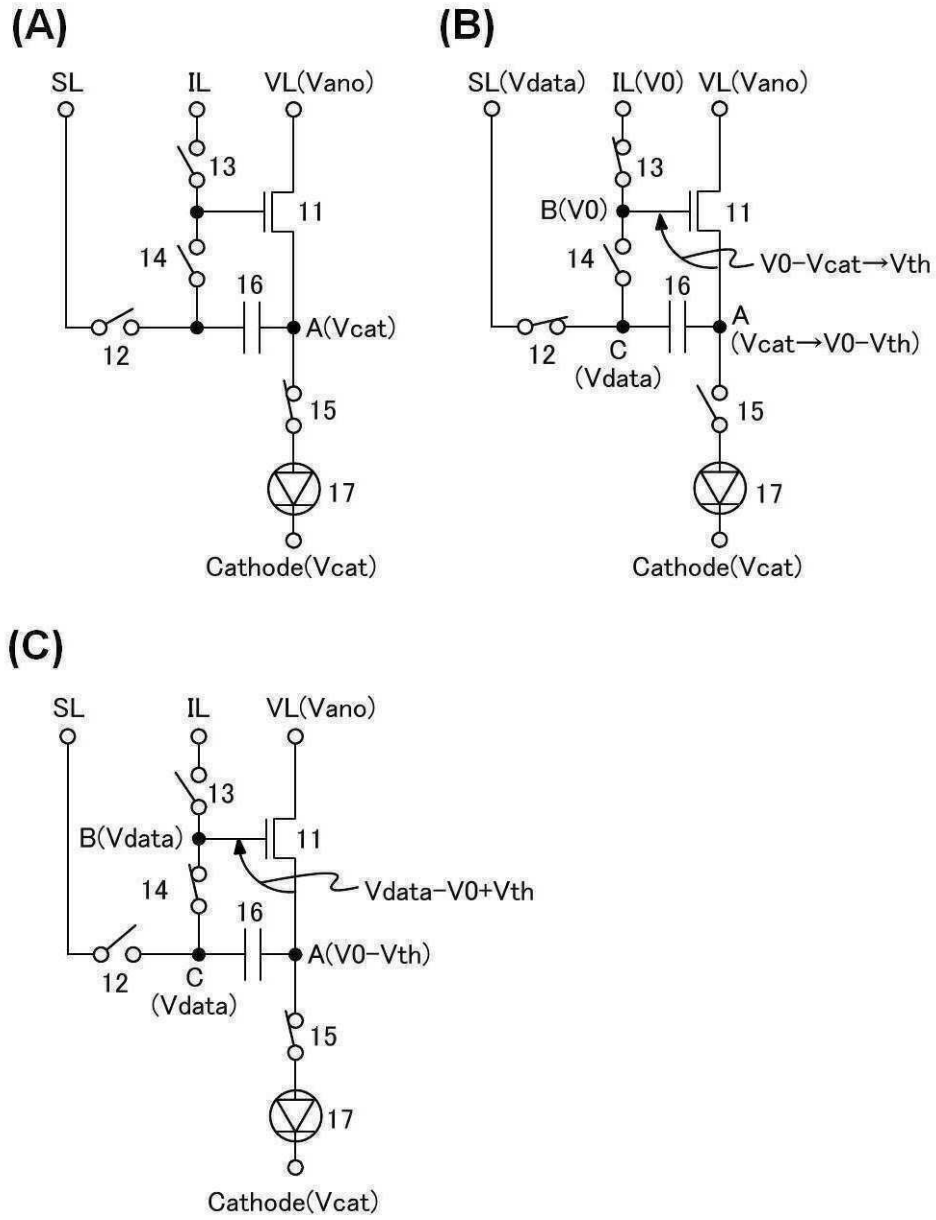 (A)
SL
IL
VL(Vano)
13
11
14
16
A(Vcat)
12
15
17
Cathode(Vcat)
(B)
SL(Vdata)
IL(V0)
VL(Vano)
13
B(V0)
11
14
V0-Vcat→Vth
16
A
12
C
(Vcat→V0-Vth)
(Vdata)
15
17
Cathode(Vcat)
(C)
SL
IL
VL(Vano)
13
B(Vdata)
11
14
Vdata-V0+Vth
16
A(V0-Vth)
12
C
(Vdata)
15
17
Cathode(Vcat)